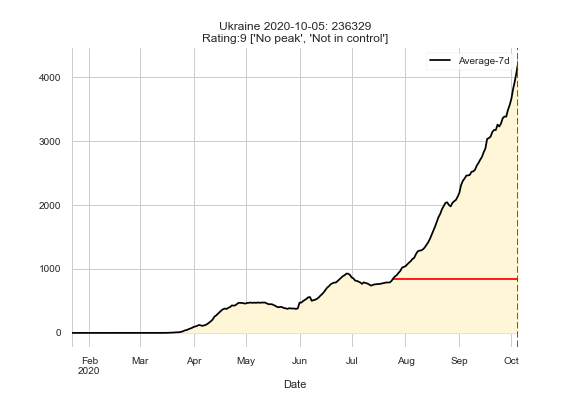 Ukraine 2020-10-05: 236329
Rating:9 ['No peak', 'Not in control']
Average-7d
4000
3000
2000
1000
0
Feb Mar Apr May Jun Jul Aug Sep Oct
2020
Date